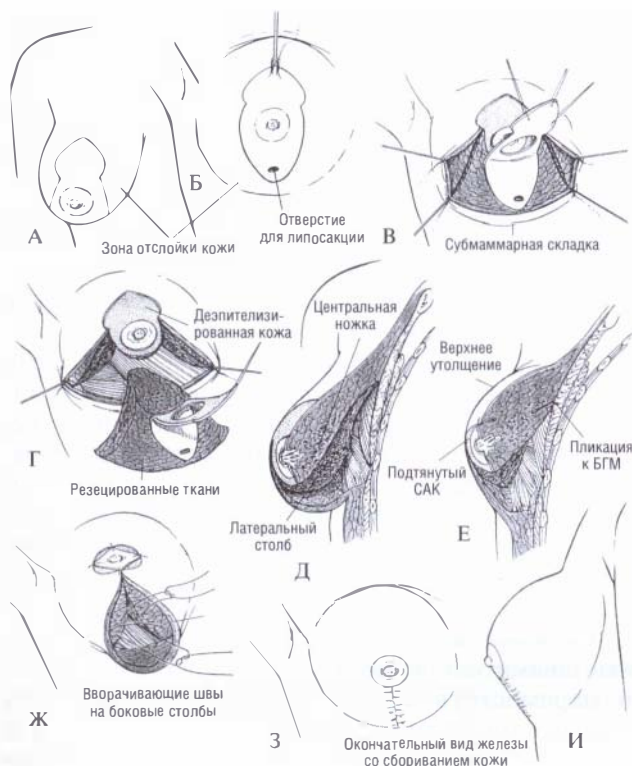 А
Б
Зона отслойки кожи
Отверстие
для липосакции
В
Субмаммарная складка
Г
Деэпителизи-
рованная кожа
Резецированные ткани
Центральная
ножка
Латеральный
столб
Д
Верхнее
утолщение
Подтянутый
САК
Пликация
к БГМ
Е
Ж
Вворачивающие швы
на боковые столбы
З
Окончательный вид железы
со сбориванием кожи
И